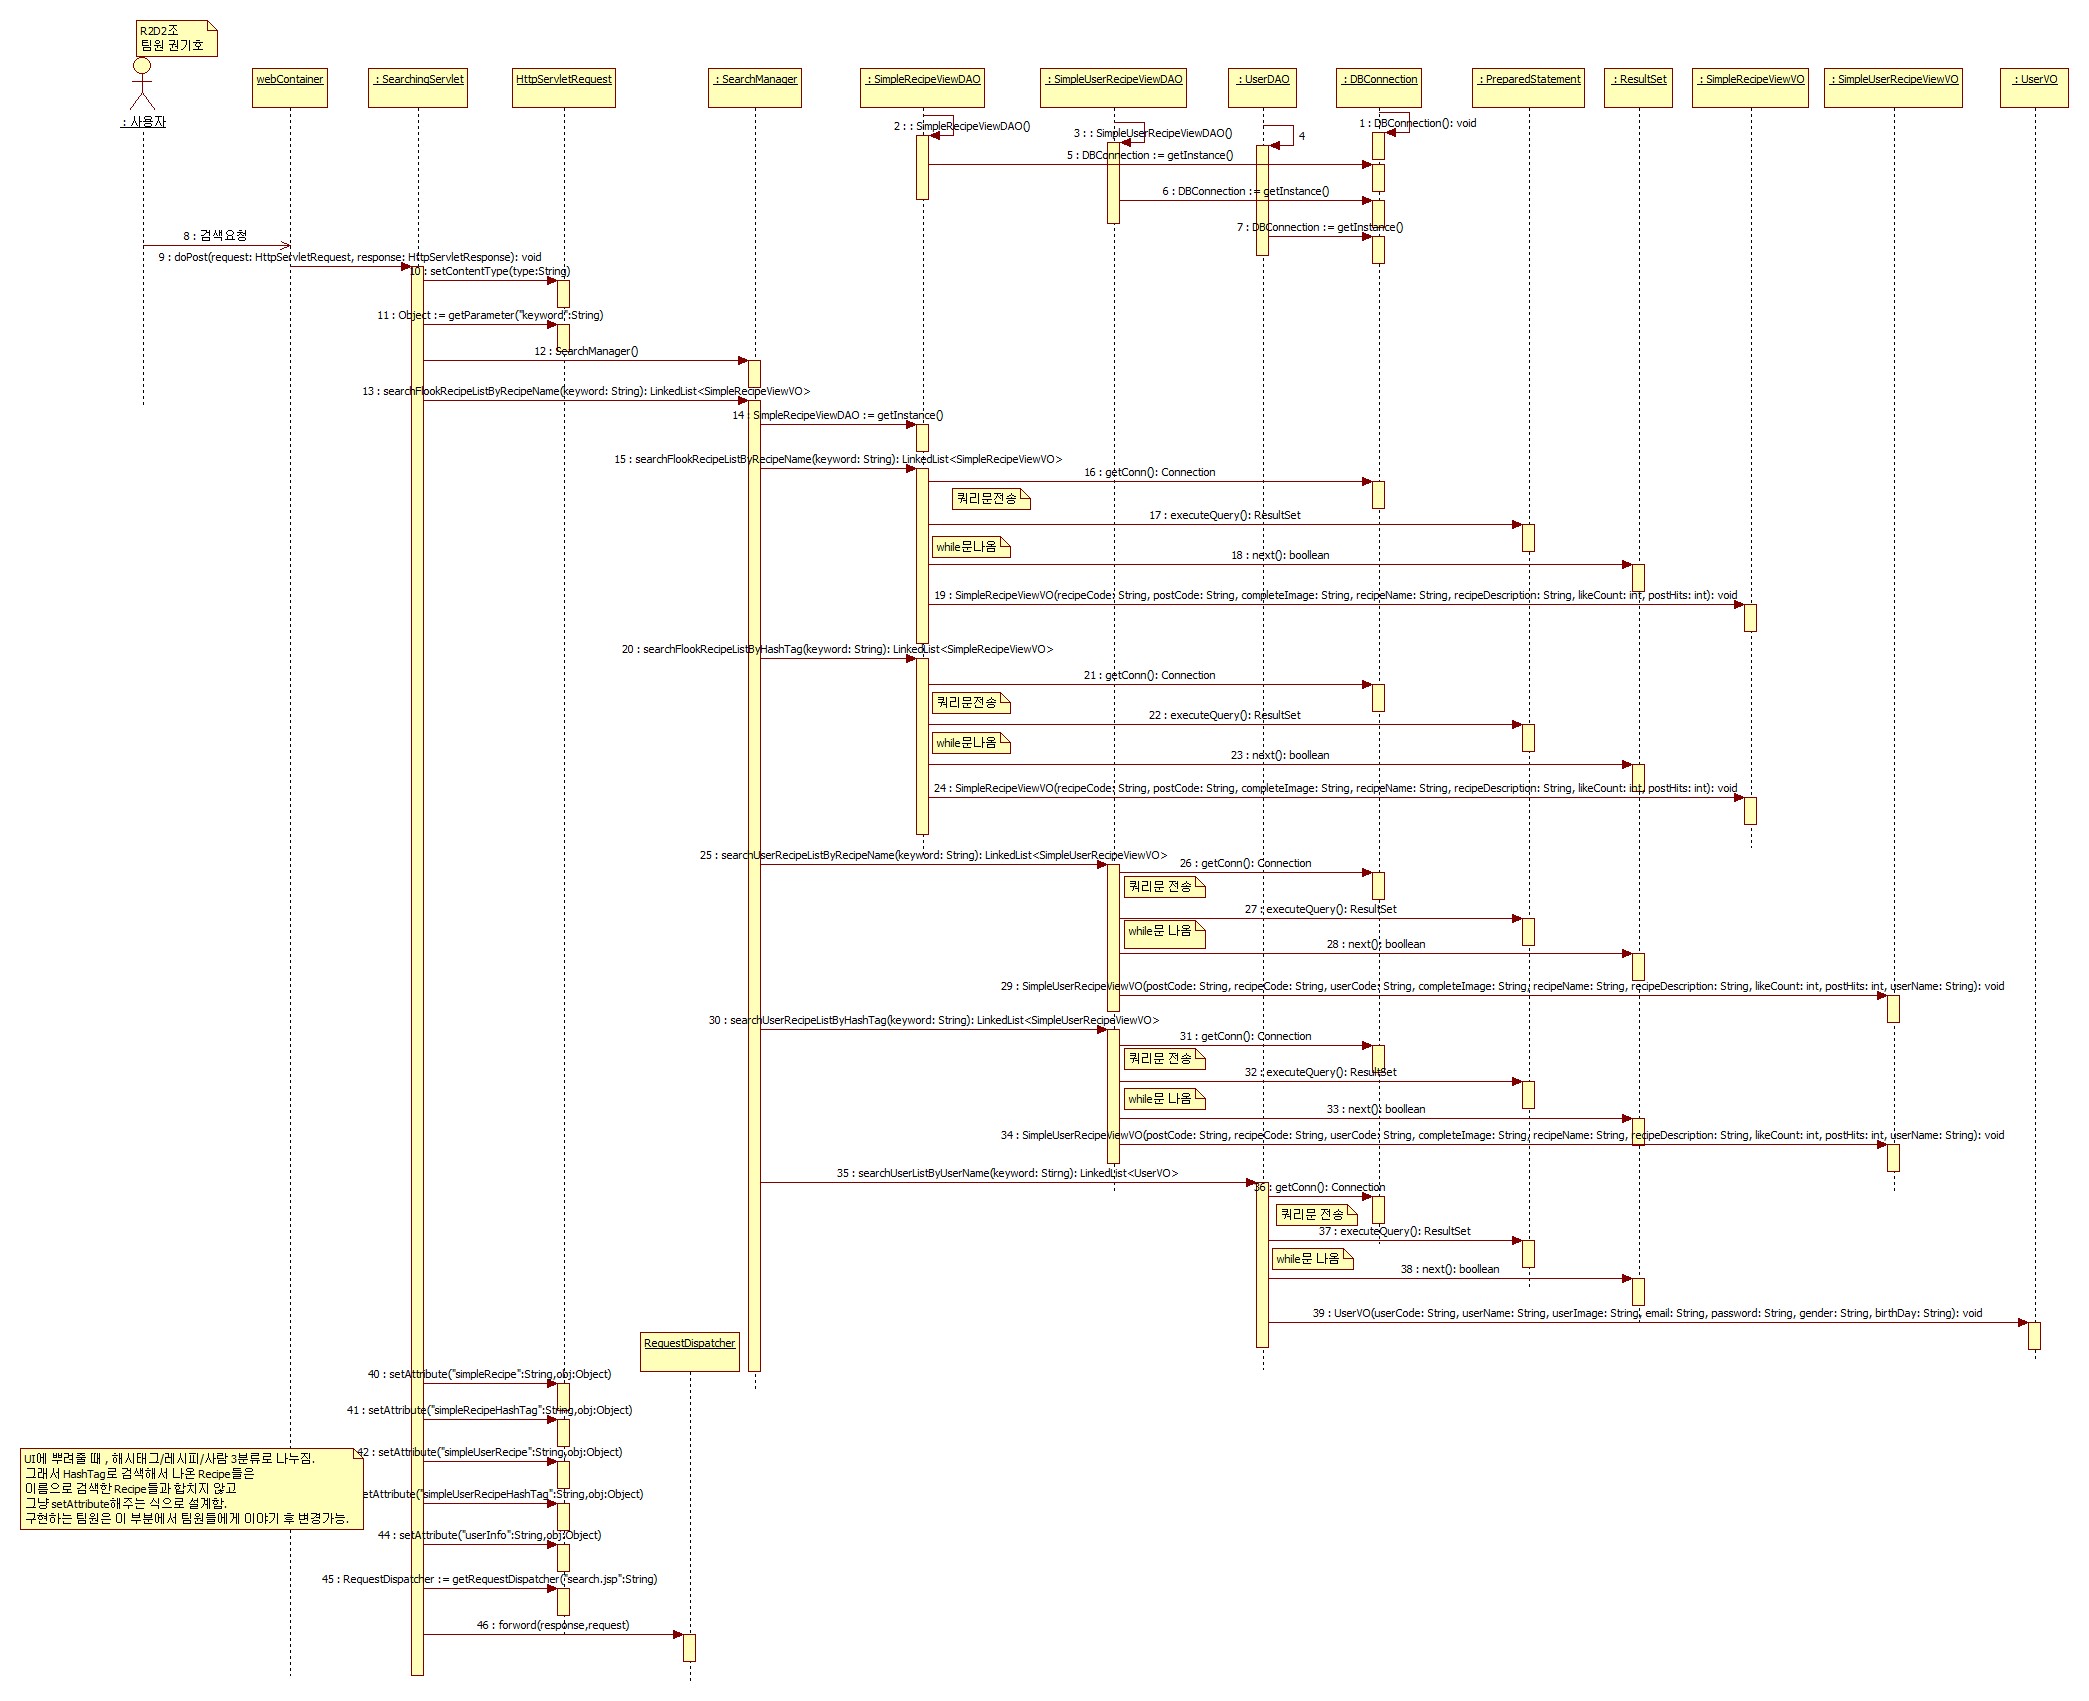 R2D2조
팀원 권기호
: 사용자
webContainer
: SearchingServlet
HttpServletRequest
: SearchManager
: SimpleRecipeViewDAO
: SimpleUserRecipeViewDAO
: UserDAO
: DBConnection
: PreparedStatement
: ResultSet
: SimpleRecipeViewVO
: SimpleUserRecipeViewVO
: UserVO
1 : DBConnection(): void
2 : : SimpleRecipeViewDAO()
3 : : SimpleUserRecipeViewDAO()
4
5 : DBConnection := getInstance()
6 : DBConnection := getInstance()
7 : DBConnection := getInstance()
8 : 검색요청
9 : doPost(request: HttpServletRequest, response: HttpServletResponse): void
10 : setContentType(type:String)
11 : Object := getParameter("keyword":String)
12 : SearchManager()
13 : searchFlookRecipeListByRecipeName(keyword: String): LinkedList<SimpleRecipeViewVO>
14 : SimpleRecipeViewDAO := getInstance()
15 : searchFlookRecipeListByRecipeName(keyword: String): LinkedList<SimpleRecipeViewVO>
16 : getConn(): Connection
쿼리문전송
17 : executeQuery(): ResultSet
while문나옴
18 : next(): boollean
19 : SimpleRecipeViewVO(recipeCode: String, postCode: String, completeImage: String, recipeName: String, recipeDescription: String, likeCount: int, postHits: int): void
20 : searchFlookRecipeListByHashTag(keyword: String): LinkedList<SimpleRecipeViewVO>
21 : getConn(): Connection
쿼리문전송
22 : executeQuery(): ResultSet
while문나옴
23 : next(): boollean
24 : SimpleRecipeViewVO(recipeCode: String, postCode: String, completeImage: String, recipeName: String, recipeDescription: String, likeCount: int, postHits: int): void
25 : searchUserRecipeListByRecipeName(keyword: String): LinkedList<SimpleUserRecipeViewVO>
26 : getConn(): Connection
쿼리문 전송
27 : executeQuery(): ResultSet
while문 나옴
28 : next(): boollean
29 : SimpleUserRecipeViewVO(postCode: String, recipeCode: String, userCode: String, completeImage: String, recipeName: String, recipeDescription: String, likeCount: int, postHits: int, userName: String): void
30 : searchUserRecipeListByHashTag(keyword: String): LinkedList<SimpleUserRecipeViewVO>
31 : getConn(): Connection
쿼리문 전송
32 : executeQuery(): ResultSet
while문 나옴
33 : next(): boollean
34 : SimpleUserRecipeViewVO(postCode: String, recipeCode: String, userCode: String, completeImage: String, recipeName: String, recipeDescription: String, likeCount: int, postHits: int, userName: String): void
35 : searchUserListByUserName(keyword: Stirng): LinkedList<UserVO>
36 : getConn(): Connection
쿼리문 전송
37 : executeQuery(): ResultSet
while문 나옴
38 : next(): boollean
39 : UserVO(userCode: String, userName: String, userImage: String, email: String, password: String, gender: String, birthDay: String): void
RequestDispatcher
40 : setAttribute("simpleRecipe":String,obj:Object)
41 : setAttribute("simpleRecipeHashTag":String,obj:Object)
42 : setAttribute("simpleUserRecipe":String,obj:Object)
UI에 뿌려줄 때 , 해시태그/레시피/사람 3분류로 나누짐.
그래서 HashTag로 검색해서 나온 Recipe들은
이름으로 검색한 Recipe들과 합치지 않고
그냥 setAttribute해주는 식으로 설계함.
구현하는 팀원은 이 부분에서 팀원들에게 이야기 후 변경가능.
etAttribute("simpleUserRecipeHashTag":String,obj:Object)
44 : setAttribute("userInfo":String,obj:Object)
45 : RequestDispatcher := getRequestDispatcher("search.jsp":String)
46 : forword(response,request)